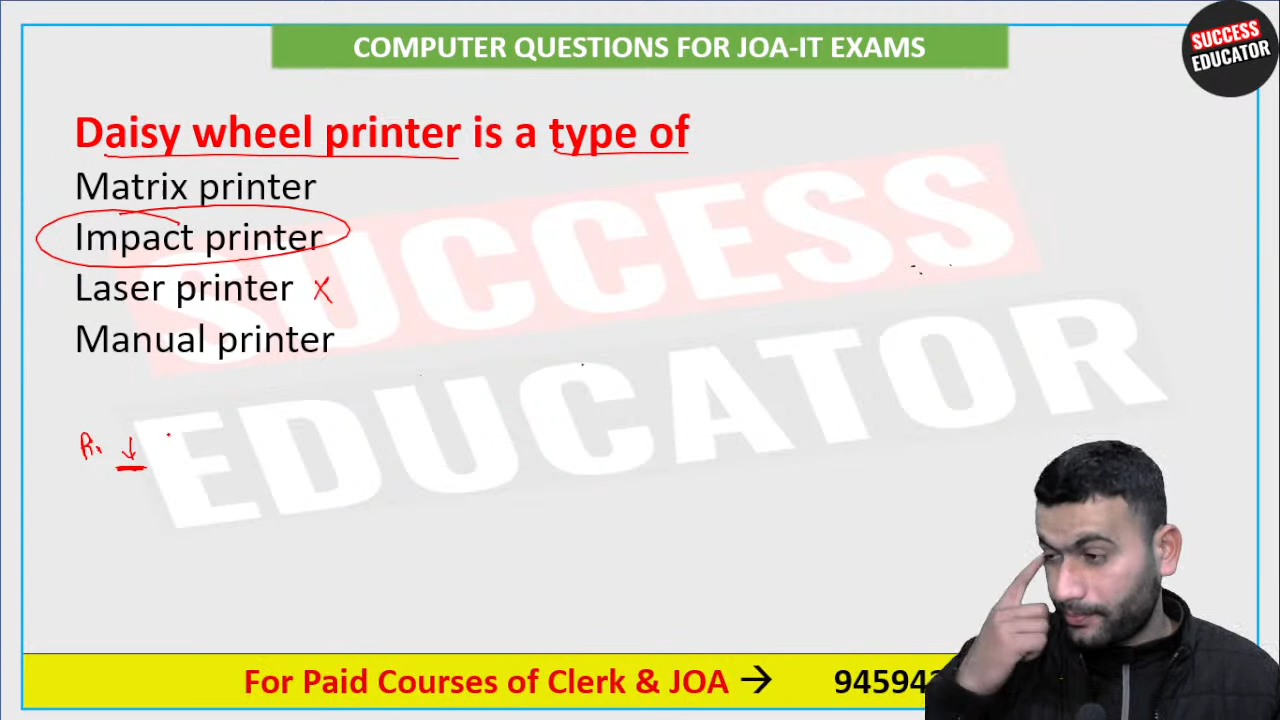 COMPUTER QUESTIONS FOR JOA-IT EXAMS
SUCCESS
EDUCATOR
Daisy wheel printer is a type of
Matrix printer
Impact printer
Laser printer X
Manual printer
SUCCESS
EDUCATOR
For Paid Courses of Clerk & JOA → 94594